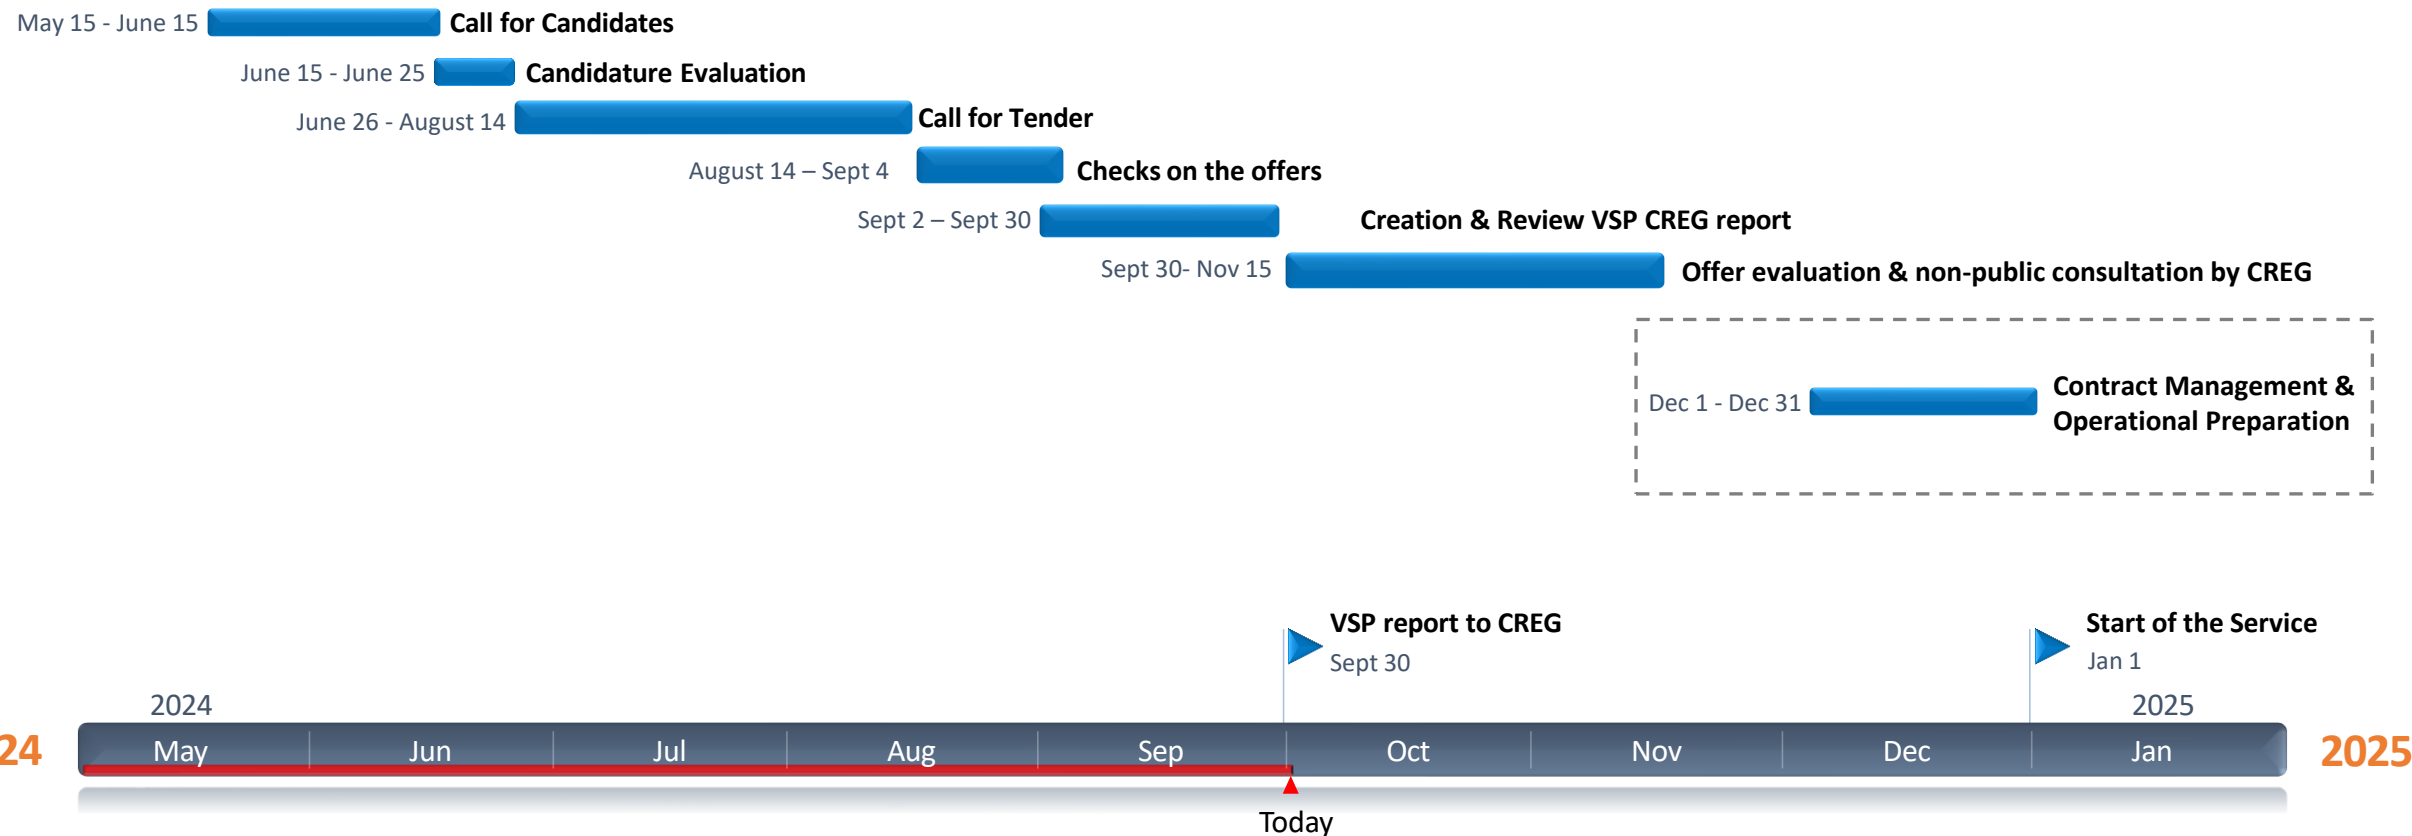 May 15 - June 15 Call for Candidates
June 15 - June 25 Candidature Evaluation
June 26 - August 14 Call for Tender
August 14 – Sept 4 Checks on the offers
Sept 2 – Sept 30 Creation & Review VSP CREG report
Sept 30- Nov 15 Offer evaluation & non-public consultation by CREG
Dec 1 - Dec 31 Contract Management &
Operational Preparation
VSP report to CREG
Sept 30
Start of the Service
Jan 1
2024 2025
24 May Jun Jul Aug Sep Oct Nov Dec Jan 2025
Today